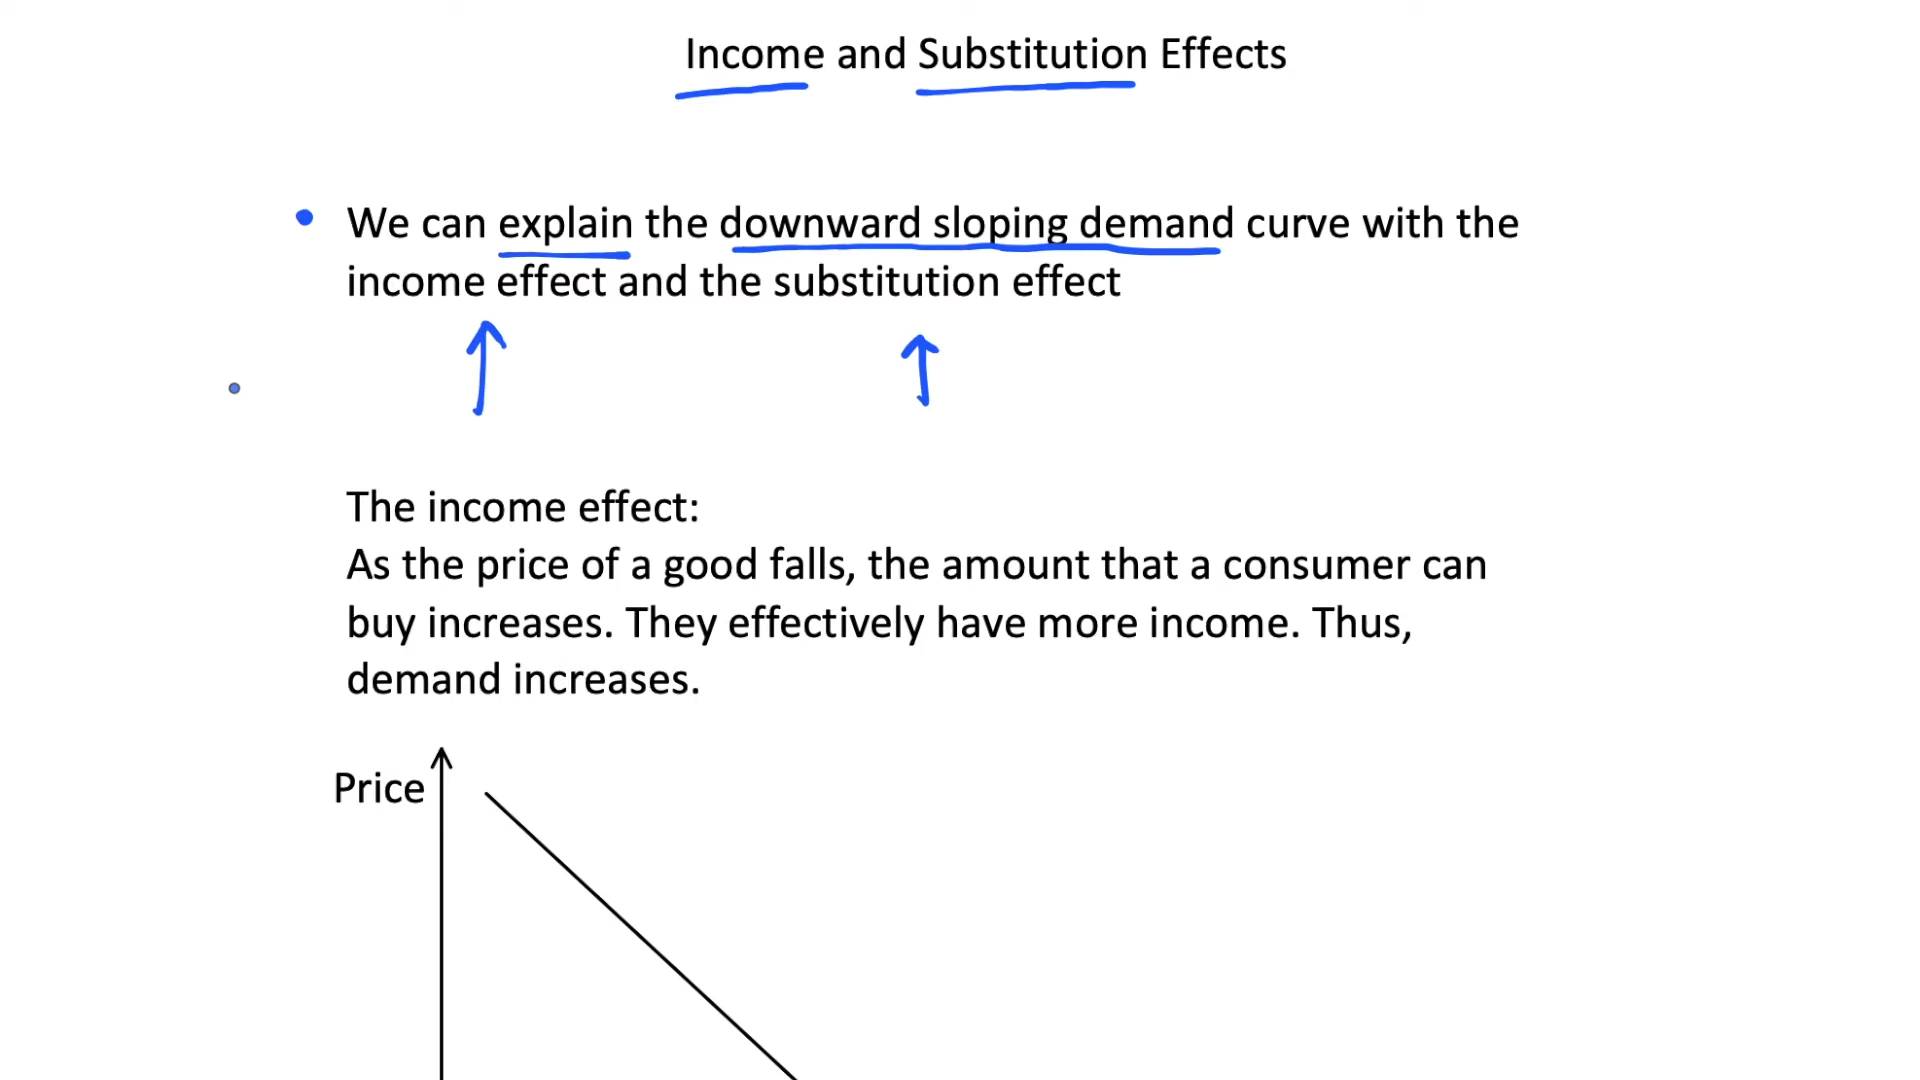 Income and Substitution Effects
We can explain the downward sloping demand curve with the
income effect and the substitution effect
The income effect:
As the price of a good falls, the amount that a consumer can
buy increases. They effectively have more income. Thus,
demand increases.
Price